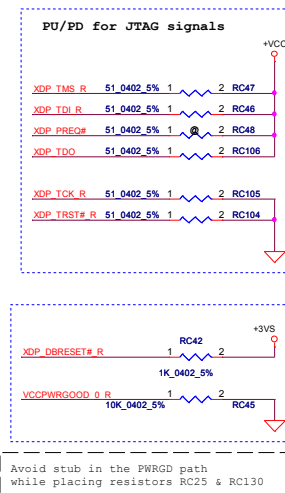 PU/PD for JTAG signals
+VCC
XDP_TMS_R 51_0402_5% 1 2 RC47
XDP_TDI_R 51_0402_5% 1 2 RC46
XDP_PREQ# 51_0402_5% 1 @ 2 RC48
XDP_TDO 51_0402_5% 1 2 RC106
XDP_TCK_R 51_0402_5% 1 2 RC105
XDP_TRST#_R 51_0402_5% 1 2 RC104
+3VS
RC42
XDP_DBRESET#_R 1 2
1K_0402_5%
VCCPWRGOOD_0_R 1 2
10K_0402_5% RC45
Avoid stub in the PWRGD path
while placing resistors RC25 & RC130